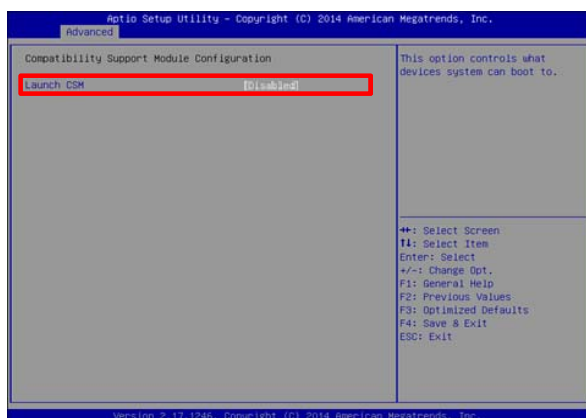 Aptio Setup Utility – Copyright (C) 2014 American Megatrends, Inc.
Advanced
Compatibility Support Module Configuration
Launch CSM [Disabled]
This option controls what
devices system can boot to.
↔: Select Screen
↑↓: Select Item
Enter: Select
+/-: Change Opt.
F1: General Help
F2: Previous Values
F3: Optimized Defaults
F4: Save & Exit
ESC: Exit
Version 2.17.1246. Copyright (C) 2014 American Megatrends, Inc.